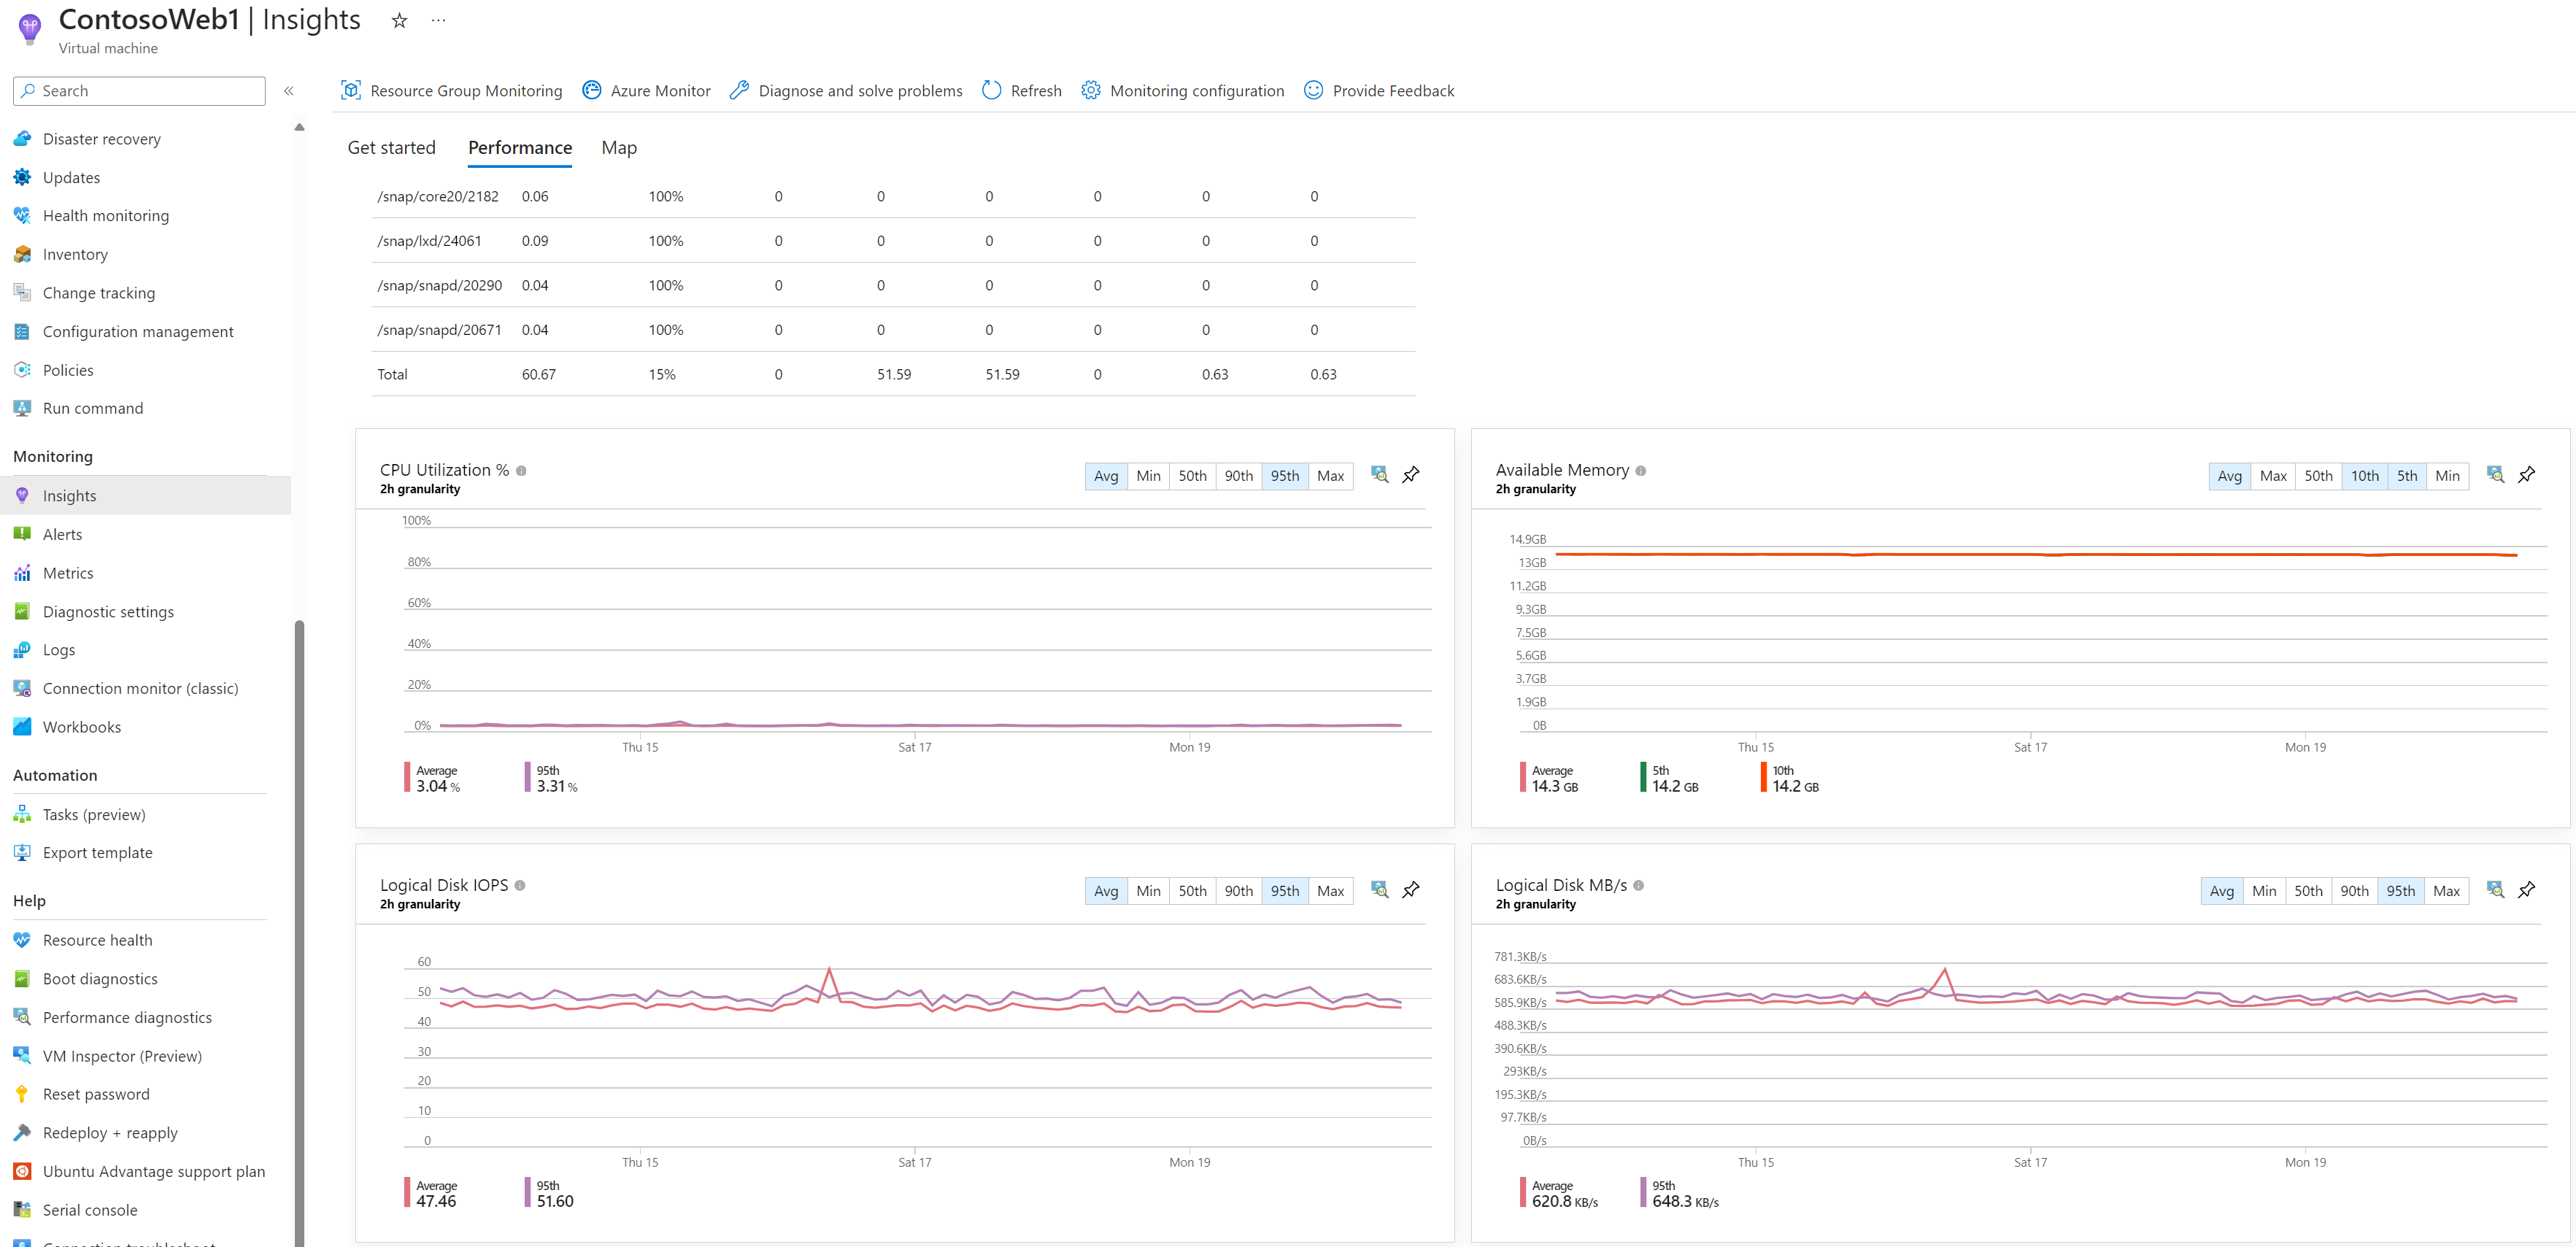 ContosoWeb1 | Insights
Virtual machine
Search
Disaster recovery
Updates
Health monitoring
Inventory
Change tracking
Configuration management
Policies
Run command
Monitoring
Insights
Alerts
Metrics
Diagnostic settings
Logs
Connection monitor (classic)
Workbooks
Automation
Tasks (preview)
Export template
Help
Resource health
Boot diagnostics
Performance diagnostics
VM Inspector (Preview)
Reset password
Redeploy + reapply
Ubuntu Advantage support plan
Serial console
Resource Group Monitoring Azure Monitor Diagnose and solve problems Refresh Monitoring configuration Provide Feedback
Get started Performance Map
/snap/core20/2182 0.06 100% 0 0 0 0 0 0
/snap/lxd/24061 0.09 100% 0 0 0 0 0 0
/snap/snapd/20290 0.04 100% 0 0 0 0 0 0
/snap/snapd/20671 0.04 100% 0 0 0 0 0 0
Total 60.67 15% 0 51.59 51.59 0 0.63 0.63
CPU Utilization %
2h granularity
Avg Min 50th 90th 95th Max
100%
80%
60%
40%
20%
0%
Thu 15 Sat 17 Mon 19
Average 95th
3.04 % 3.31 %
Available Memory
2h granularity
Avg Max 50th 10th 5th Min
14.9GB
13GB
11.2GB
9.3GB
7.5GB
5.6GB
3.7GB
1.9GB
0B
Thu 15 Sat 17 Mon 19
Average 5th 10th
14.3 GB 14.2 GB 14.2 GB
Logical Disk IOPS
2h granularity
Avg Min 50th 90th 95th Max
60
50
40
30
20
10
0
Thu 15 Sat 17 Mon 19
Average 95th
47.46 51.60
Logical Disk MB/s
2h granularity
Avg Min 50th 90th 95th Max
781.3KB/s
683.6KB/s
585.9KB/s
488.3KB/s
390.6KB/s
293KB/s
195.3KB/s
97.7KB/s
0B/s
Thu 15 Sat 17 Mon 19
Average 95th
620.8 KB/s 648.3 KB/s